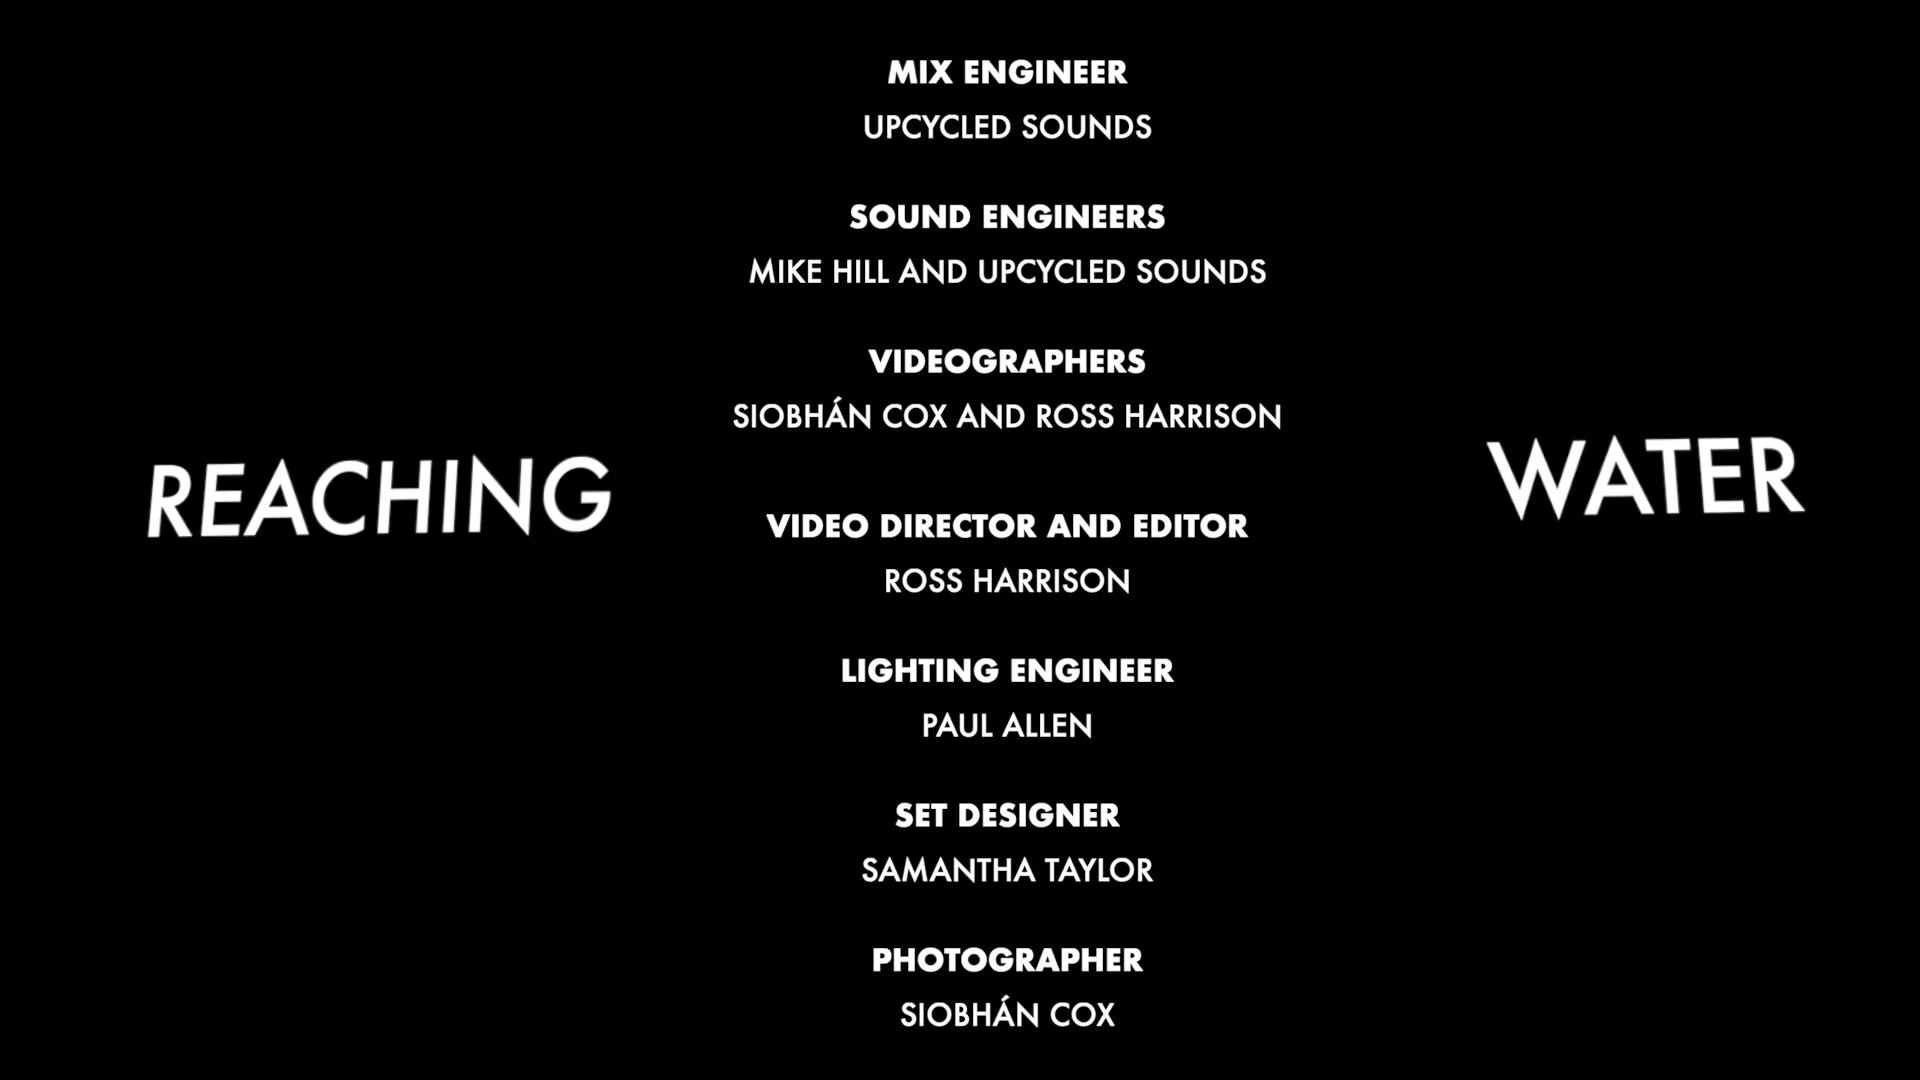 MIX ENGINEER
UPCYCLED SOUNDS
SOUND ENGINEERS
MIKE HILL AND UPCYCLED SOUNDS
VIDEOGRAPHERS
SIOBHÁN COX AND ROSS HARRISON
REACHING
WATER
VIDEO DIRECTOR AND EDITOR
ROSS HARRISON
LIGHTING ENGINEER
PAUL ALLEN
SET DESIGNER
SAMANTHA TAYLOR
PHOTOGRAPHER
SIOBHÁN COX